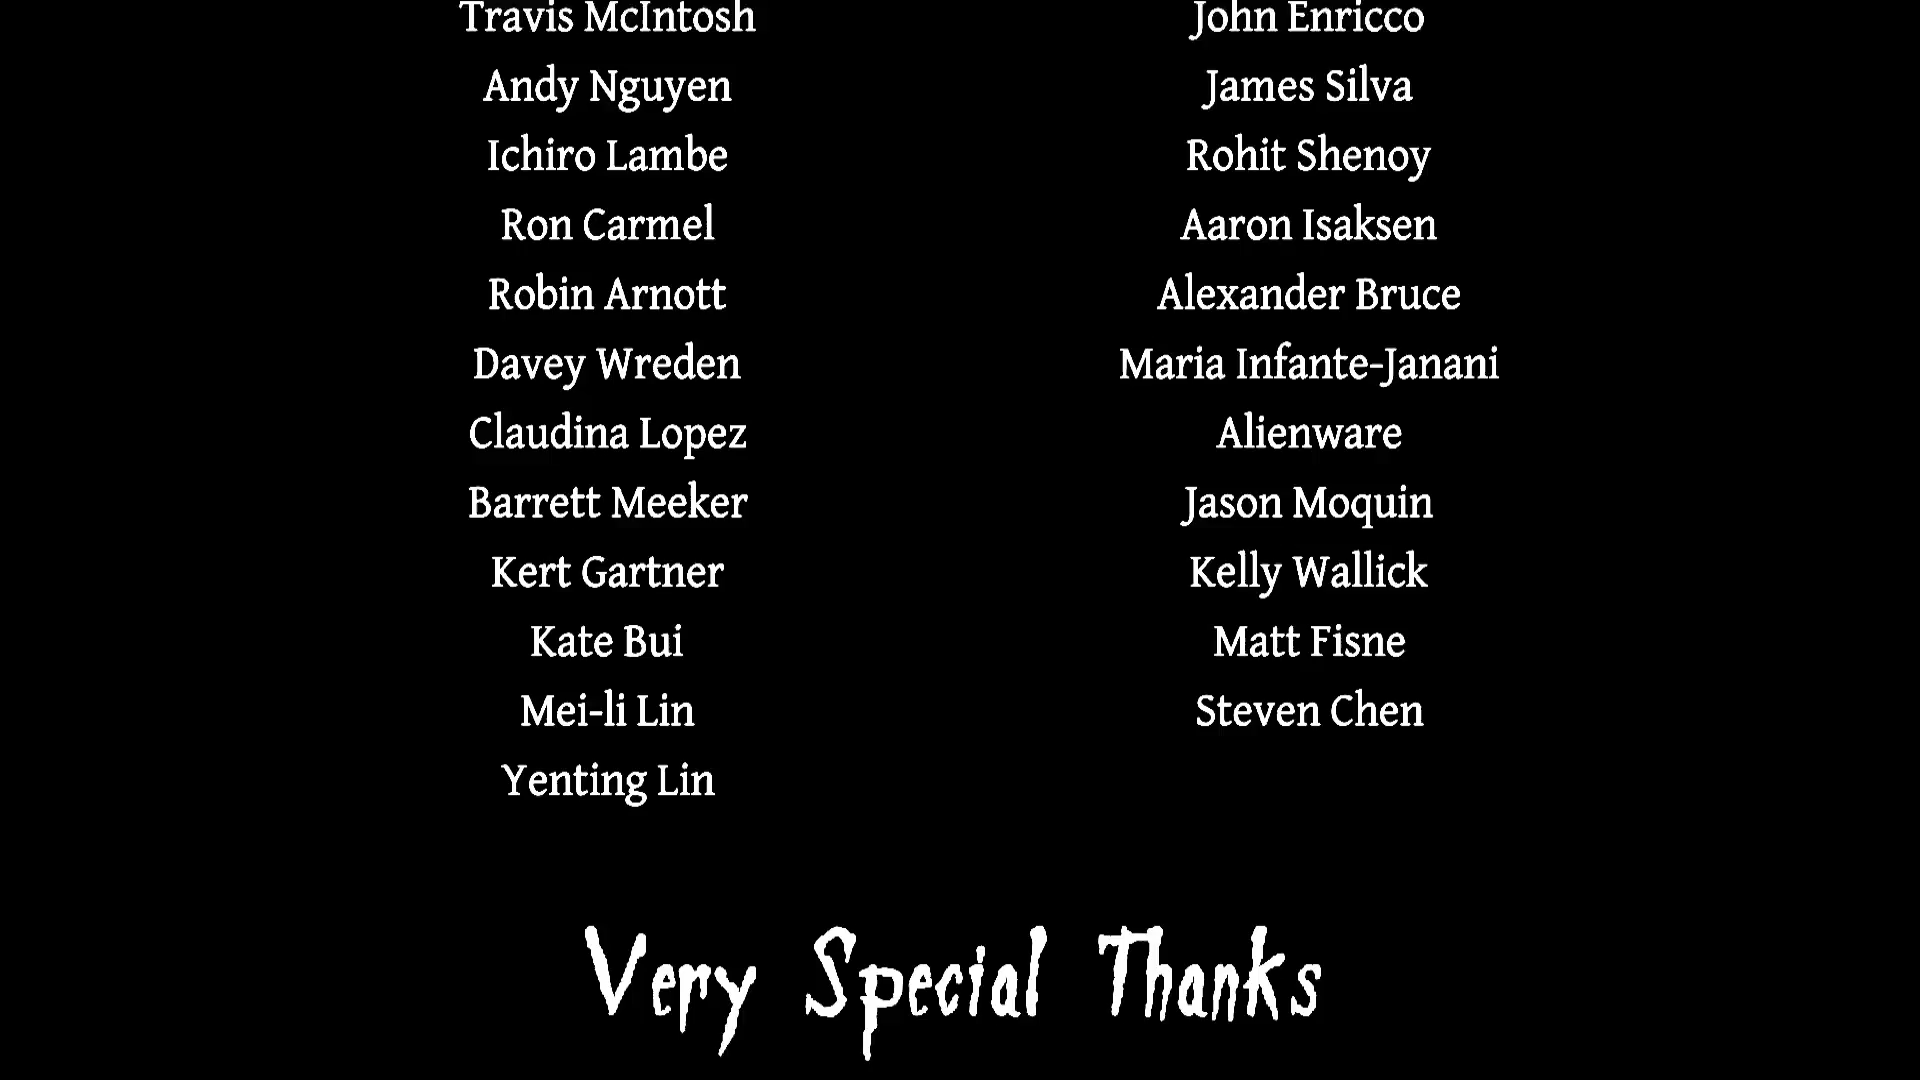 Travis McIntosh John Enricco
Andy Nguyen James Silva
Ichiro Lambe Rohit Shenoy
Ron Carmel Aaron Isaksen
Robin Arnott Alexander Bruce
Davey Wreden Maria Infante-Janani
Claudina Lopez Alienware
Barrett Meeker Jason Moquin
Kert Gartner Kelly Wallick
Kate Bui Matt Fisne
Mei-li Lin Steven Chen
Yenting Lin
Very Special Thanks